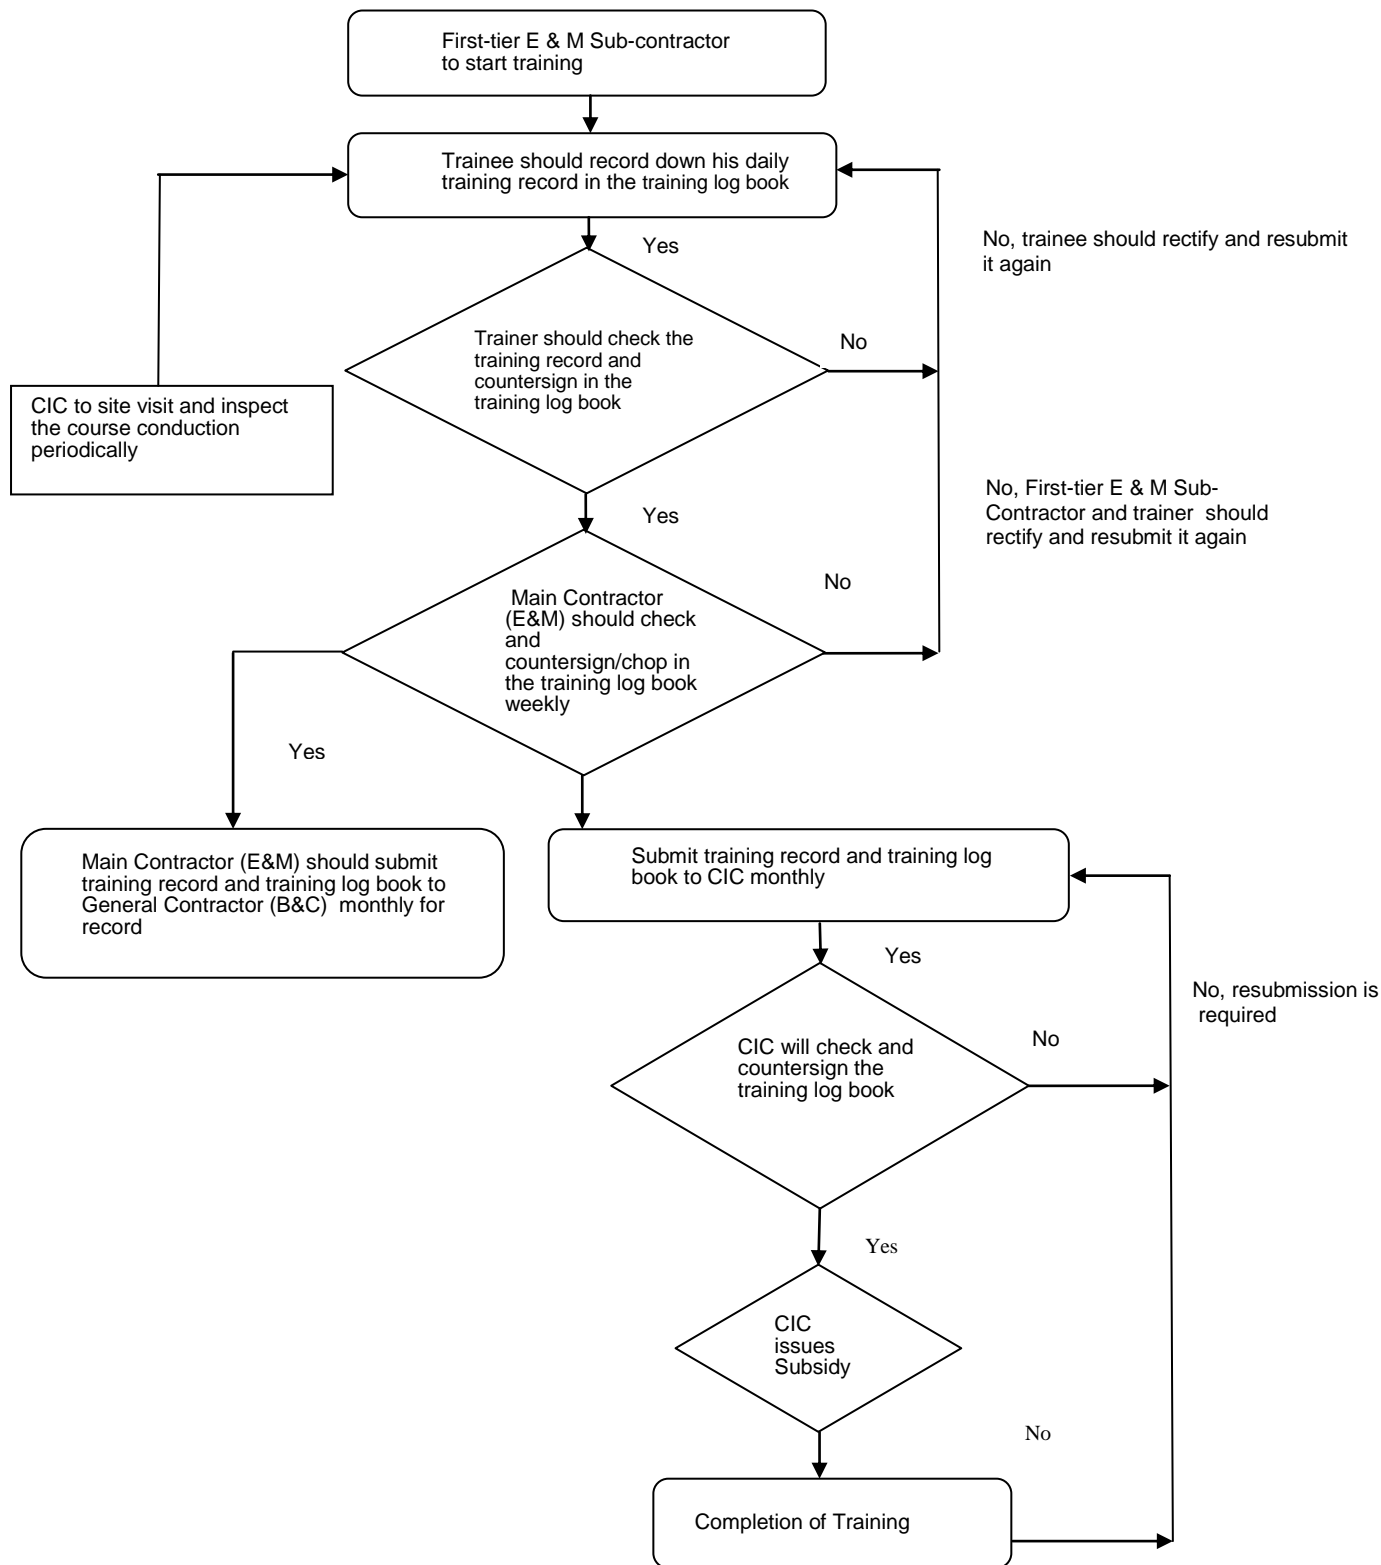 First-tier E & M Sub-contractor
to start training
Trainee should record down his daily
training record in the training log book
Yes
No, trainee should rectify and resubmit
it again
Trainer should check the
training record and
countersign in the
training log book
No
CIC to site visit and inspect
the course conduction
periodically
Yes
No, First-tier E & M Sub-
Contractor and trainer should
rectify and resubmit it again
Main Contractor
(E&M) should check
and
countersign/chop in
the training log book
weekly
No
Yes
Main Contractor (E&M) should submit
training record and training log book to
General Contractor (B&C) monthly for
record
Submit training record and training log
book to CIC monthly
Yes
No, resubmission is
required
CIC will check and
countersign the
training log book
No
Yes
CIC
issues
Subsidy
No
Completion of Training